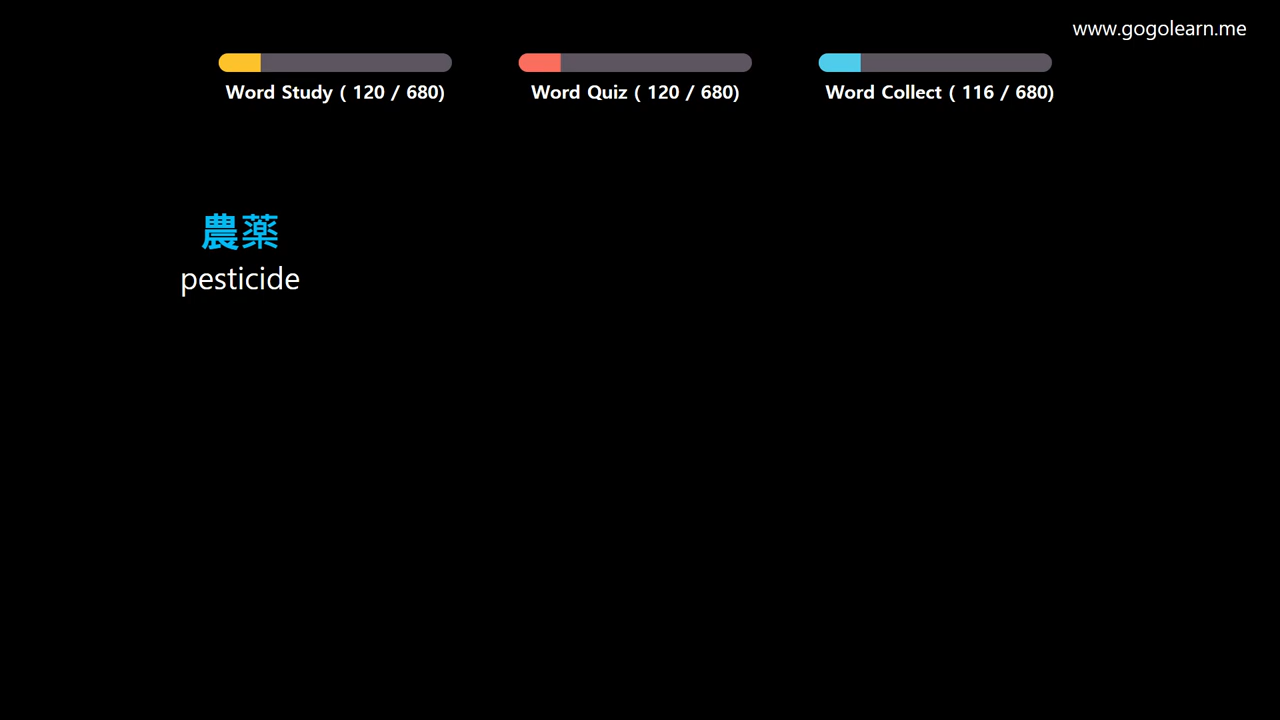 www.gogolearn.me
Word Study ( 120 / 680)
Word Quiz ( 120 / 680)
Word Collect ( 116 / 680)
農薬
pesticide